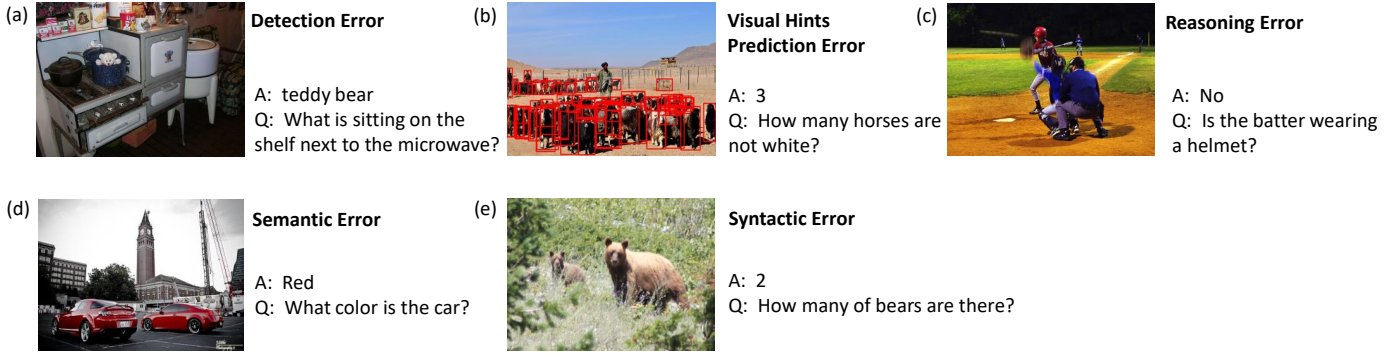 (a)
Detection Error
A: teddy bear
Q: What is sitting on the
shelf next to the microwave?
(b)
Visual Hints
Prediction Error
A: 3
Q: How many horses are
not white?
(c)
Reasoning Error
A: No
Q: Is the batter wearing
a helmet?
(d)
Semantic Error
A: Red
Q: What color is the car?
(e)
Syntactic Error
A: 2
Q: How many of bears are there?